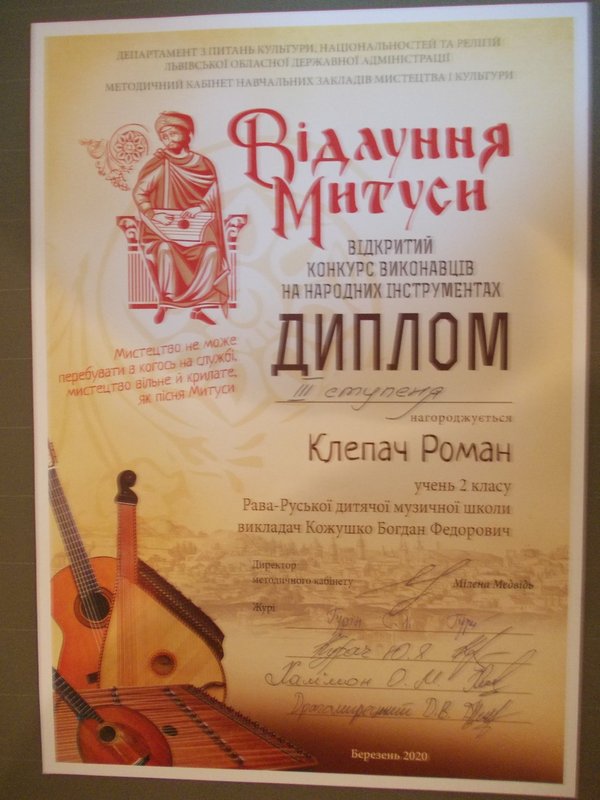 ДЕПАРТАМЕНТ З ПИТАНЬ КУЛЬТУРИ, НАЦІОНАЛЬНОСТЕЙ ТА РЕЛІГІЙ
ЛЬВІВСЬКОЇ ОБЛАСНОЇ ДЕРЖАВНОЇ АДМІНІСТРАЦІЇ
МЕТОДИЧНИЙ КАБІНЕТ НАВЧАЛЬНИХ ЗАКЛАДІВ МИСТЕЦТВА І КУЛЬТУРИ
Відлуння
Митуси
ВІДКРИТИЙ
КОНКУРС ВИКОНАВЦІВ
НА НАРОДНИХ ІНСТРУМЕНТАХ
ДИПЛОМ
Мистецтво не може
перебувати в когось на службі,
мистецтво вільне й крилате,
як пісня Митуси
III ступеня
нагороджується
Клепач Роман
учень 2 класу
Рава-Руської дитячої музичної школи
викладач Кожушко Богдан Федорович
Директор
методичного кабінету
Мілена Медвідь
Журі
Ю. Я.
О. М.
Д. В.
Березень 2020